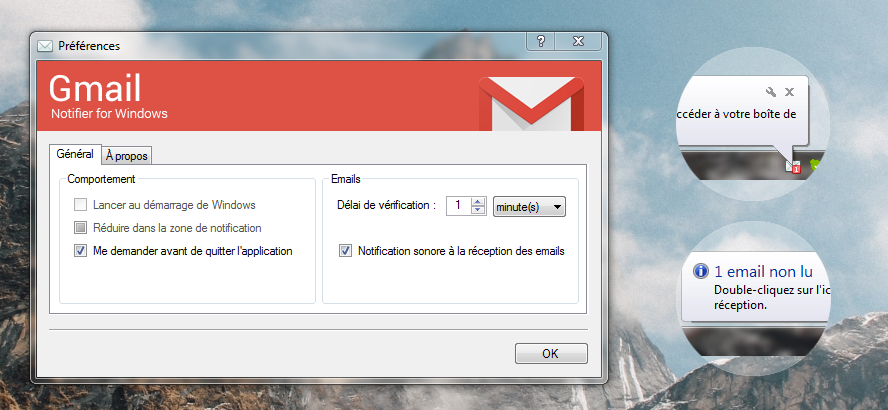 Préférences
Gmail
Notifier for Windows
Général
À propos
Comportement
Lancer au démarrage de Windows
Réduire dans la zone de notification
Me demander avant de quitter l'application
Emails
Délai de vérification :
1
minute(s)
Notification sonore à la réception des emails
OK
ccéder à votre boîte de
1
1 email non lu
Double-cliquez sur l'ic
réception.